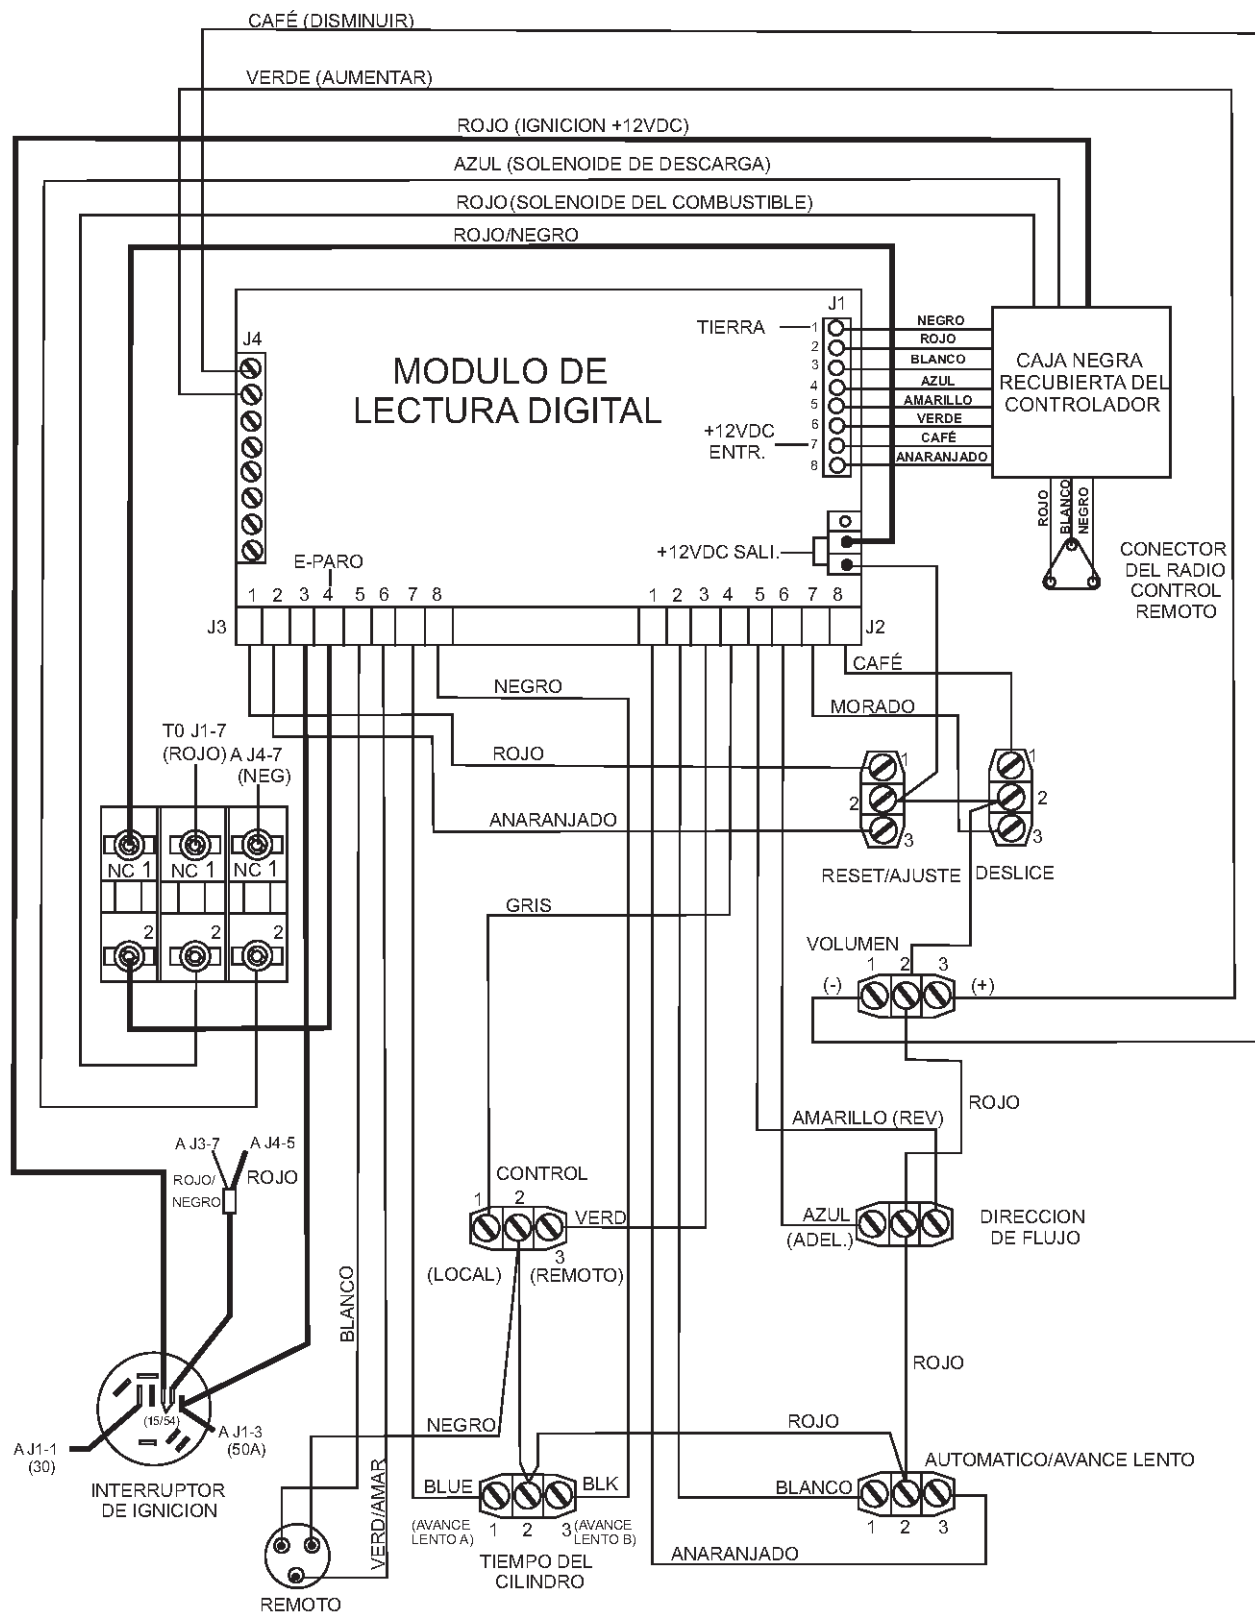 CAFÉ (DISMINUIR)
VERDE (AUMENTAR)
ROJO (IGNICION +12VDC)
AZUL (SOLENOIDE DE DESCARGA)
ROJO (SOLENOIDE DEL COMBUSTIBLE)
ROJO/NEGRO
J4
MODULO DE
LECTURA DIGITAL
J1
TIERRA
1
2
3
4
5
6
7
8
+12VDC
ENTR.
NEGRO
ROJO
BLANCO
AZUL
AMARILLO
VERDE
CAFÉ
ANARANJADO
CAJA NEGRA
RECUBIERTA DEL
CONTROLADOR
ROJO
BLANCO
NEGRO
CONECTOR
DEL RADIO
CONTROL
REMOTO
+12VDC SALI.
E-PARO
1 2 3 4 5 6 7 8
1 2 3 4 5 6 7 8
J3
J2
CAFÉ
NEGRO
MORADO
T0 J1-7
(ROJO)
A J4-7
(NEG)
ROJO
ANARANJADO
1
2
3
1
2
3
RESET/AJUSTE
DESLICE
NC 1
NC 1
NC 1
2
2
2
GRIS
VOLUMEN
1 2 3
(-)
(+)
ROJO
AMARILLO (REV)
A J3-7
A J4-5
ROJO/
NEGRO
ROJO
CONTROL
1 2
3
VERD
(LOCAL)
(REMOTO)
AZUL
(ADEL.)
DIRECCION
DE FLUJO
BLANCO
ROJO
(15/54)
A J1-1
(30)
A J1-3
(50A)
INTERRUPTOR
DE IGNICION
NEGRO
ROJO
AUTOMATICO/AVANCE LENTO
VERD/AMAR
BLUE
BLK
BLANCO
(AVANCE
LENTO A)
1 2 3
(AVANCE
LENTO B)
1 2 3
TIEMPO DEL
CILINDRO
ANARANJADO
REMOTO